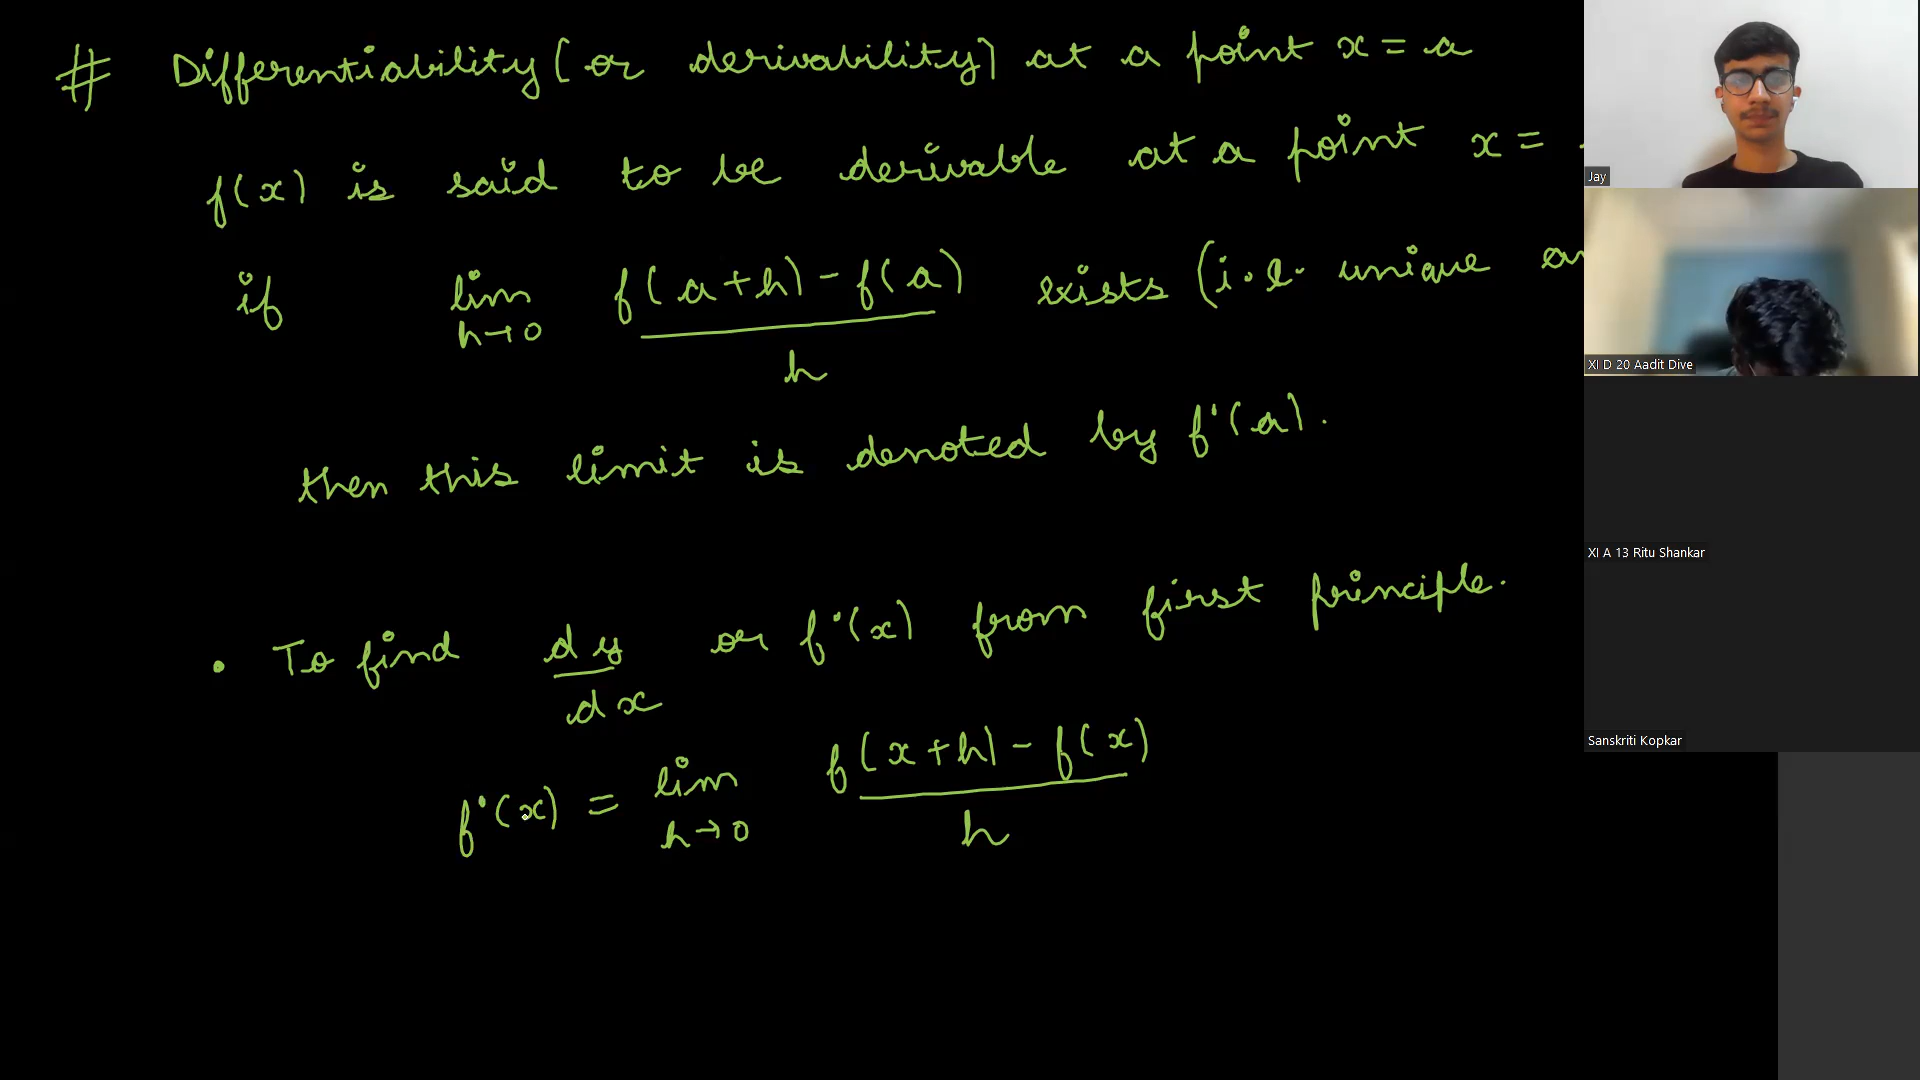 # Differentiability (or derivability) at a point x = a
f(x) is said to be derivable at a point x =
if lim h→0 f(a+h) - f(a) / h exists (i.e. unique
then this limit is denoted by f'(a).
• To find dy/dx or f'(x) from first principle.
f'(x) = lim h→0 f(x+h) - f(x) / h
Jay
XI D 20 Aadit Dive
XI A 13 Ritu Shankar
Sanskriti Kopkar